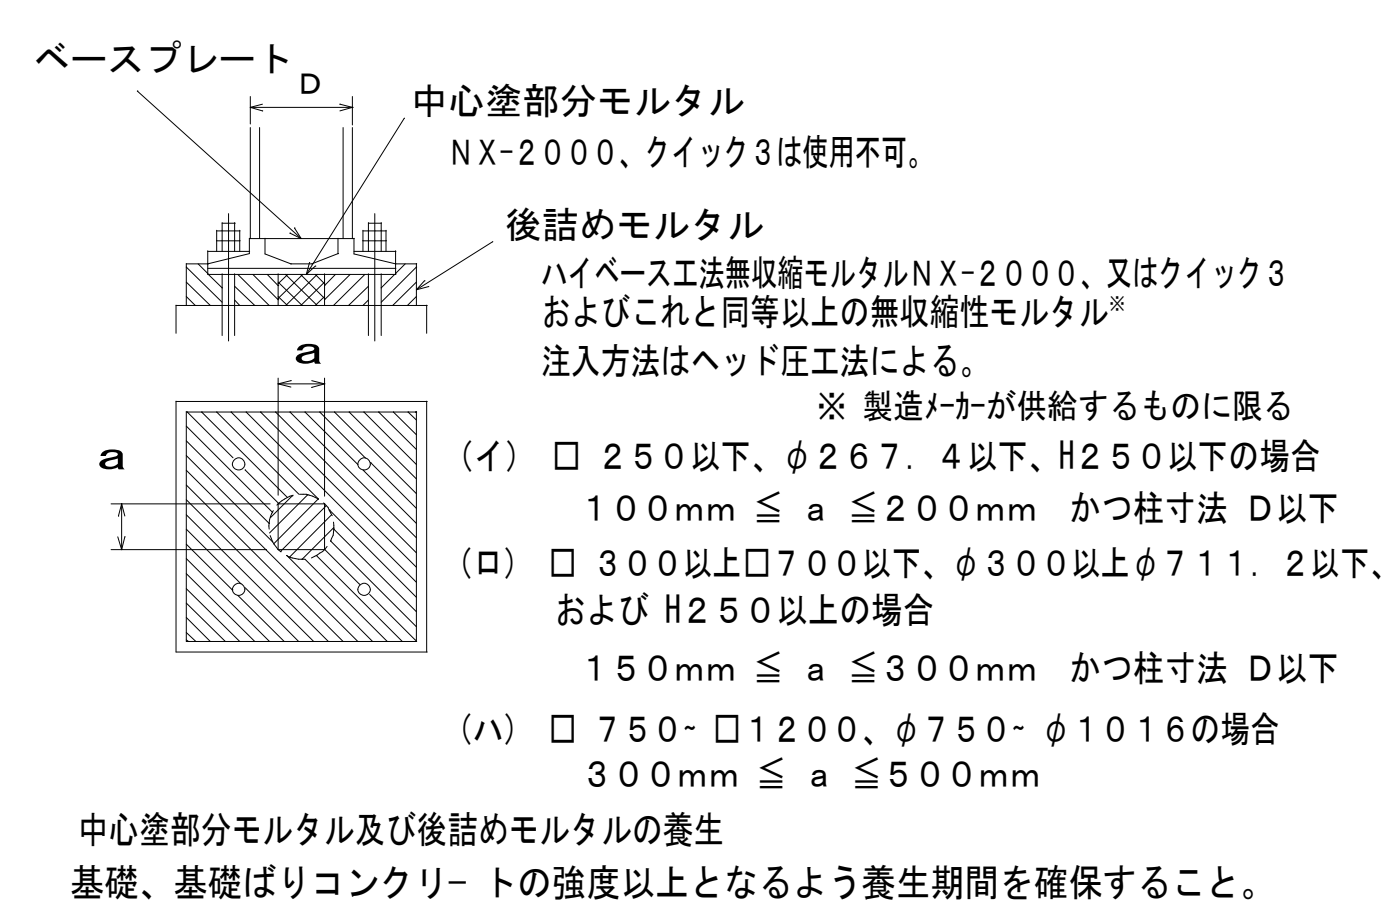 ベースプレート
D
中心塗部分モルタル
NX-2000、クイック3は使用不可。
後詰めモルタル
ハイベース工法無収縮モルタルNX-2000、又はクイック3
およびこれと同等以上の無収縮性モルタル※
注入方法はヘッド圧工法による。
※ 製造メーカーが供給するものに限る
a
a
(イ) □ 250以下、φ267.4以下、H250以下の場合
100mm ≦ a ≦200mm かつ柱寸法 D以下
(ロ) □ 300以上□700以下、φ300以上φ711.2以下、
および H250以上の場合
150mm ≦ a ≦300mm かつ柱寸法 D以下
(ハ) □ 750~□1200、φ750~φ1016の場合
300mm ≦ a ≦500mm
中心塗部分モルタル及び後詰めモルタルの養生
基礎、基礎ばりコンクリートの強度以上となるよう養生期間を確保すること。